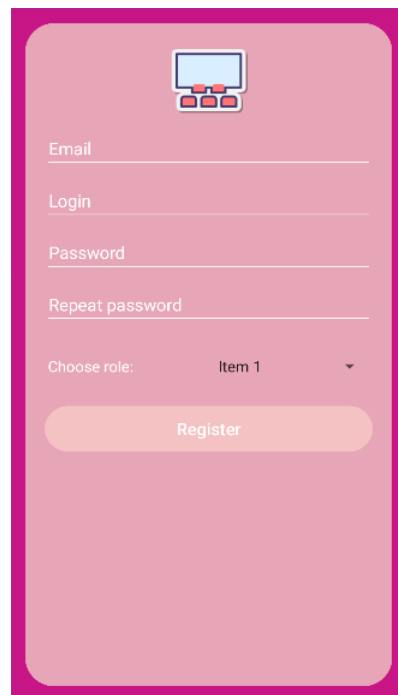 Email
Login
Password
Repeat password
Choose role: Item 1
Register